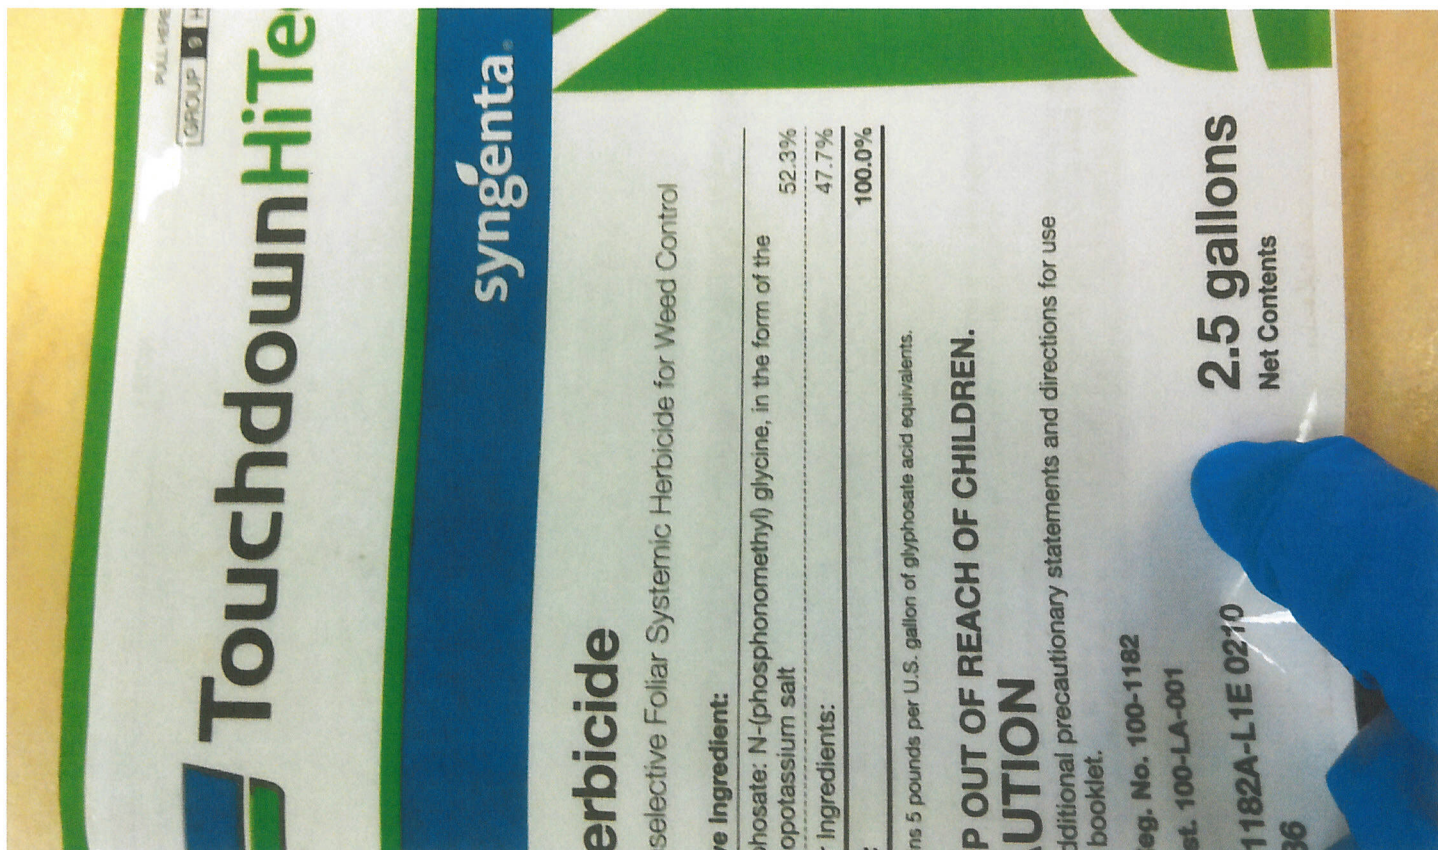 PULL HERE
GROUP 9 H
TouchdownHiTe
syngenta®
erbicide
selective Foliar Systemic Herbicide for Weed Control
ve Ingredient:
hosate: N-(phosphonomethyl) glycine, in the form of the
opotassium salt 52.3%
r Ingredients: 47.7%
: 100.0%
ns 5 pounds per U.S. gallon of glyphosate acid equivalents.
P OUT OF REACH OF CHILDREN.
AUTION
dditional precautionary statements and directions for use
booklet.
eg. No. 100-1182
st. 100-LA-001
1182A-L1E 0210
36
2.5 gallons
Net Contents